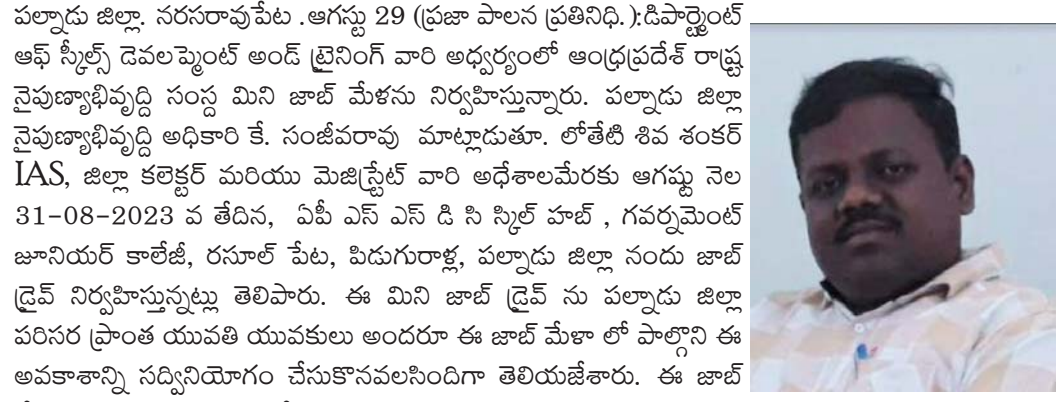 పల్నాడు జిల్లా. నరసరావుపేట .ఆగస్టు 29 (ప్రజా పాలన ప్రతినిధి.):డిపార్ట్మెంట్
ఆఫ్ స్కీల్స్ డెవలప్మెంట్ అండ్ ట్రైనింగ్ వారి అధ్వర్యంలో ఆంధ్రప్రదేశ్ రాష్ట్ర
నైపుణ్యాభివృద్ది సంస్ద మిని జాబ్ మేళను నిర్వహిస్తున్నారు. పల్నాడు జిల్లా
నైపుణ్యాభివృద్ది అధికారి కే. సంజీవరావు మాట్లాడుతూ. లోతేటి శివ శంకర్
IAS, జిల్లా కలెక్టర్ మరియు మెజిస్ట్రేట్ వారి అధేశాలమేరకు ఆగష్టు నెల
31-08-2023 వ తేదిన, ఏపీ ఎస్ ఎస్ డి సి స్కిల్ హబ్ , గవర్నమెంట్
జూనియర్ కాలేజీ, రసూల్ పేట, పిడుగురాళ్ల, పల్నాడు జిల్లా నందు జాబ్
డ్రైవ్ నిర్వహిస్తున్నట్లు తెలిపారు. ఈ మిని జాబ్ డ్రైవ్ ను పల్నాడు జిల్లా
పరిసర ప్రాంత యువతి యువకులు అందరూ ఈ జాబ్ మేళా లో పాల్గొని ఈ
అవకాశాన్ని సద్వినియోగం చేసుకొనవలసిందిగా తెలియజేశారు. ఈ జాబ్